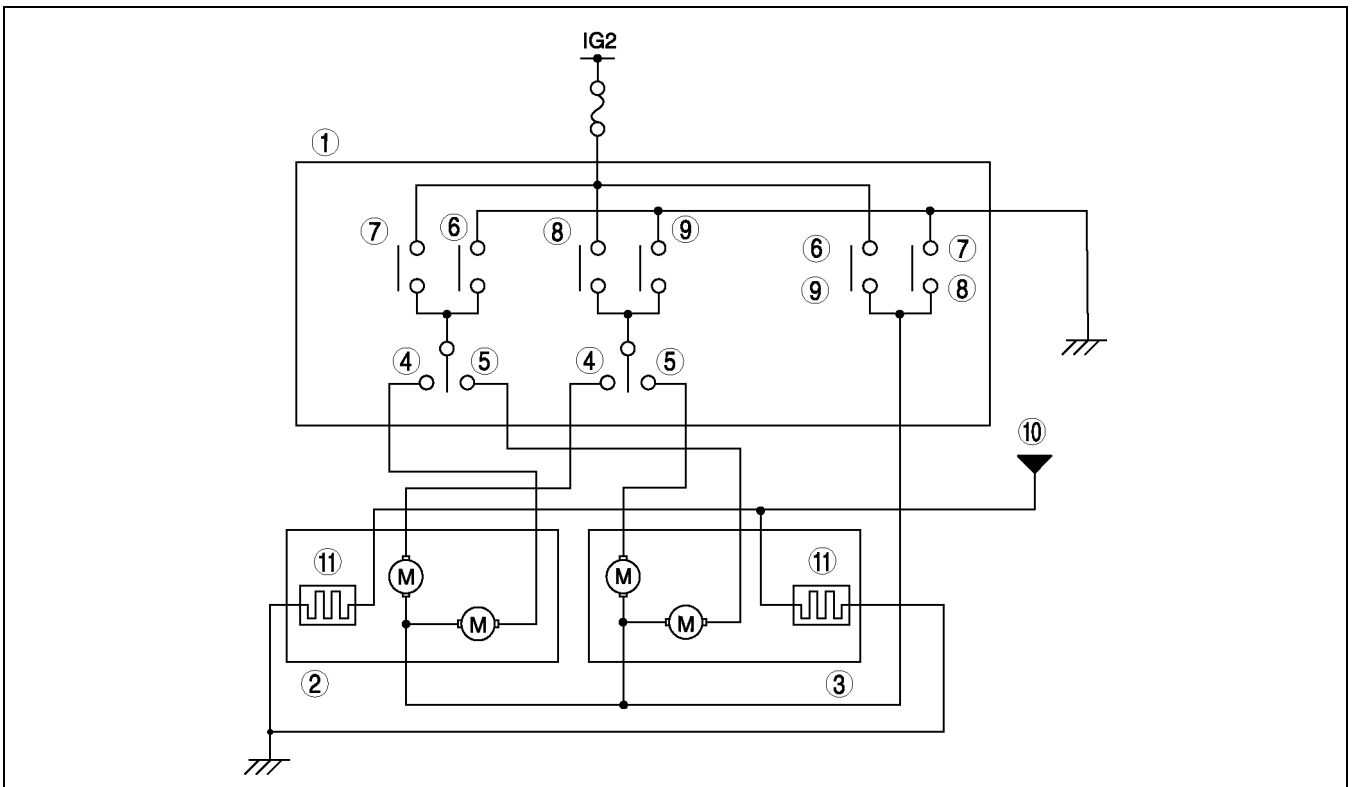 IG2
①
⑦ ⑥ ⑧ ⑨ ⑥ ⑦
⑨ ⑧
④ ⑤ ④ ⑤
⑩
⑪ M M ⑪
M M
② ③